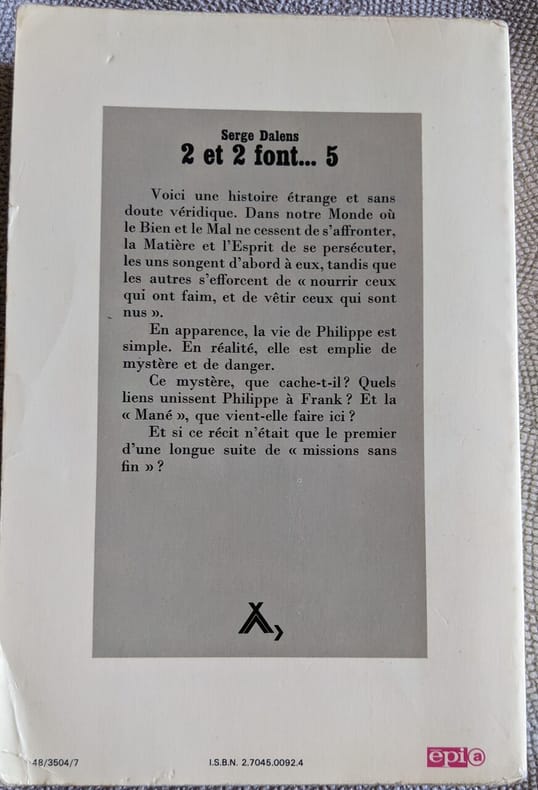 Serge Dalens
2 et 2 font... 5
Voici une histoire étrange et sans
doute véridique. Dans notre Monde où
le Bien et le Mal ne cessent de s'affronter,
la Matière et l'Esprit de se persécuter,
les uns songent d'abord à eux, tandis que
les autres s'efforcent de « nourrir ceux
qui ont faim, et de vêtir ceux qui sont
nus ».
En apparence, la vie de Philippe est
simple. En réalité, elle est emplie de
mystère et de danger.
Ce mystère, que cache-t-il ? Quels
liens unissent Philippe à Frank ? Et la
« Mané », que vient-elle faire ici ?
Et si ce récit n'était que le premier
d'une longue suite de « missions sans
fin » ?
48/3504/7
I.S.B.N. 2.7045.0092.4
épi a